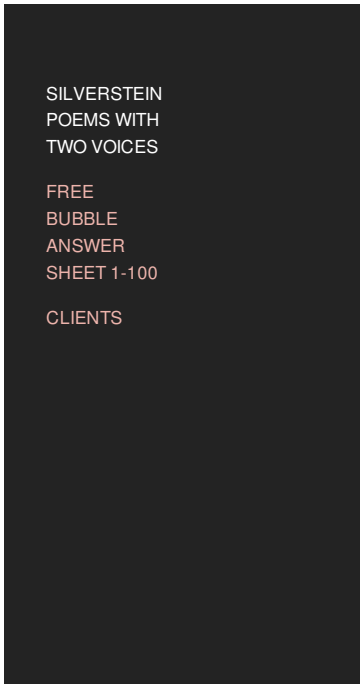 SILVERSTEIN
POEMS WITH
TWO VOICES
FREE
BUBBLE
ANSWER
SHEET 1-100
CLIENTS